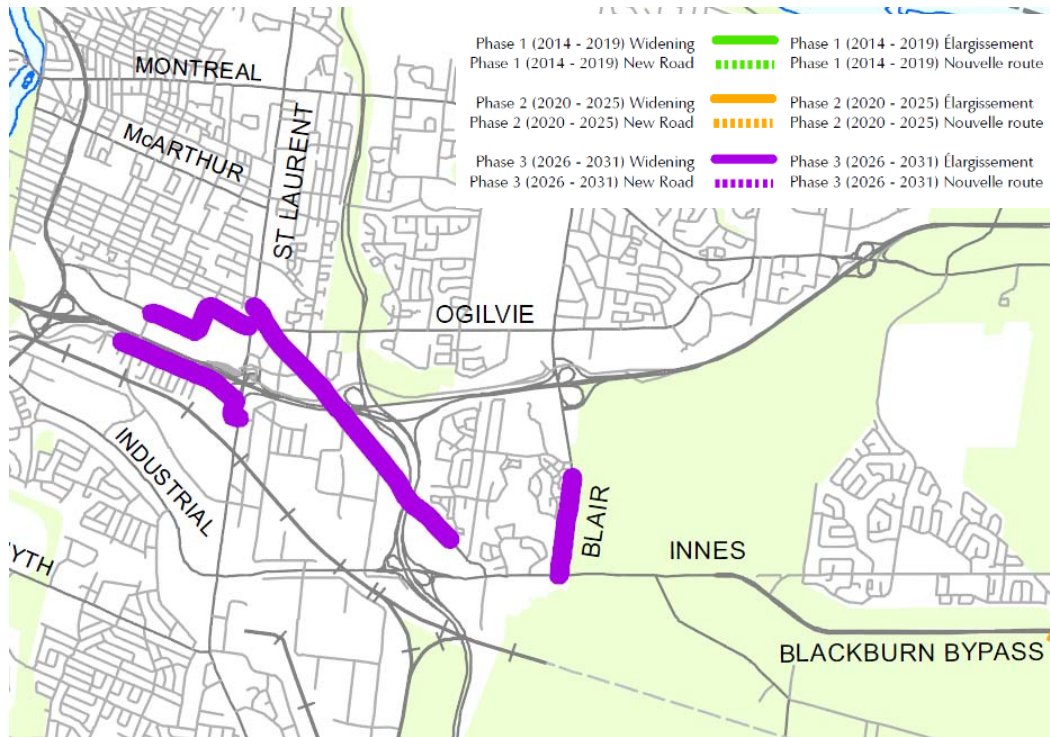 Phase 1 (2014 - 2019) Widening
Phase 1 (2014 - 2019) Élargissement
Phase 1 (2014 - 2019) New Road
Phase 1 (2014 - 2019) Nouvelle route
Phase 2 (2020 - 2025) Widening
Phase 2 (2020 - 2025) Élargissement
Phase 2 (2020 - 2025) New Road
Phase 2 (2020 - 2025) Nouvelle route
Phase 3 (2026 - 2031) Widening
Phase 3 (2026 - 2031) Élargissement
Phase 3 (2026 - 2031) New Road
Phase 3 (2026 - 2031) Nouvelle route
MONTREAL
McARTHUR
ST LAURENT
OGILVIE
INDUSTRIAL
BLAIR
INNES
YTH
BLACKBURN BYPASS